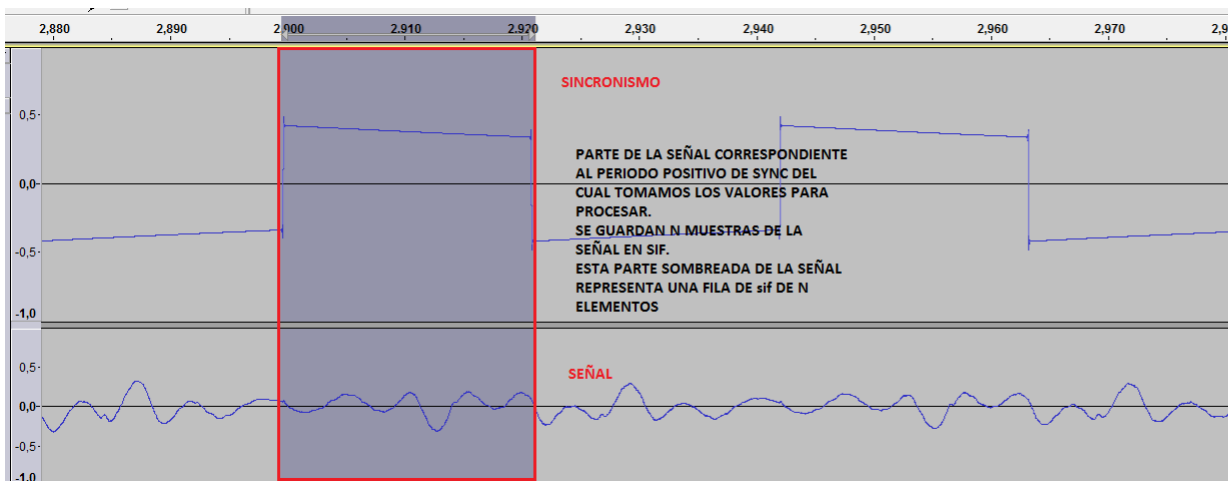 2,880 2,890 2,900 2,910 2,920 2,930 2,940 2,950 2,960 2,970 2,9
SINCRONISMO
0,5
PARTE DE LA SEÑAL CORRESPONDIENTE
AL PERIODO POSITIVO DE SYNC DEL
0,0
CUAL TOMAMOS LOS VALORES PARA
PROCESAR.
SE GUARDAN N MUESTRAS DE LA
-0,5
SEÑAL EN SIF.
ESTA PARTE SOMBREADA DE LA SEÑAL
REPRESENTA UNA FILA DE sif DE N
ELEMENTOS
-1,0
0,5
SEÑAL
0,0
-0,5
-1,0